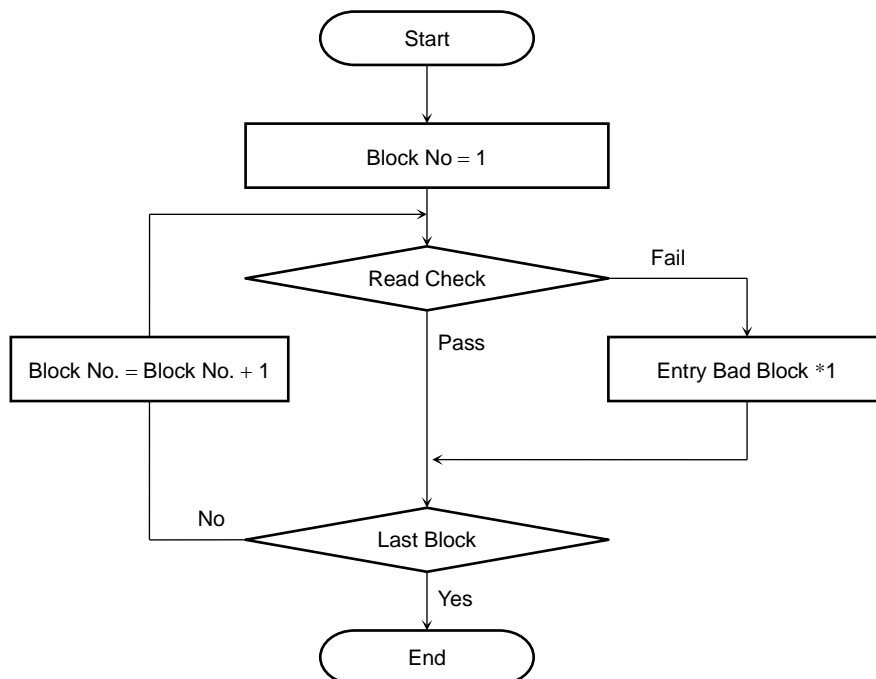 Start
Block No = 1
Read Check
Fail
Pass
Block No. = Block No. + 1
Entry Bad Block *1
No
Last Block
Yes
End